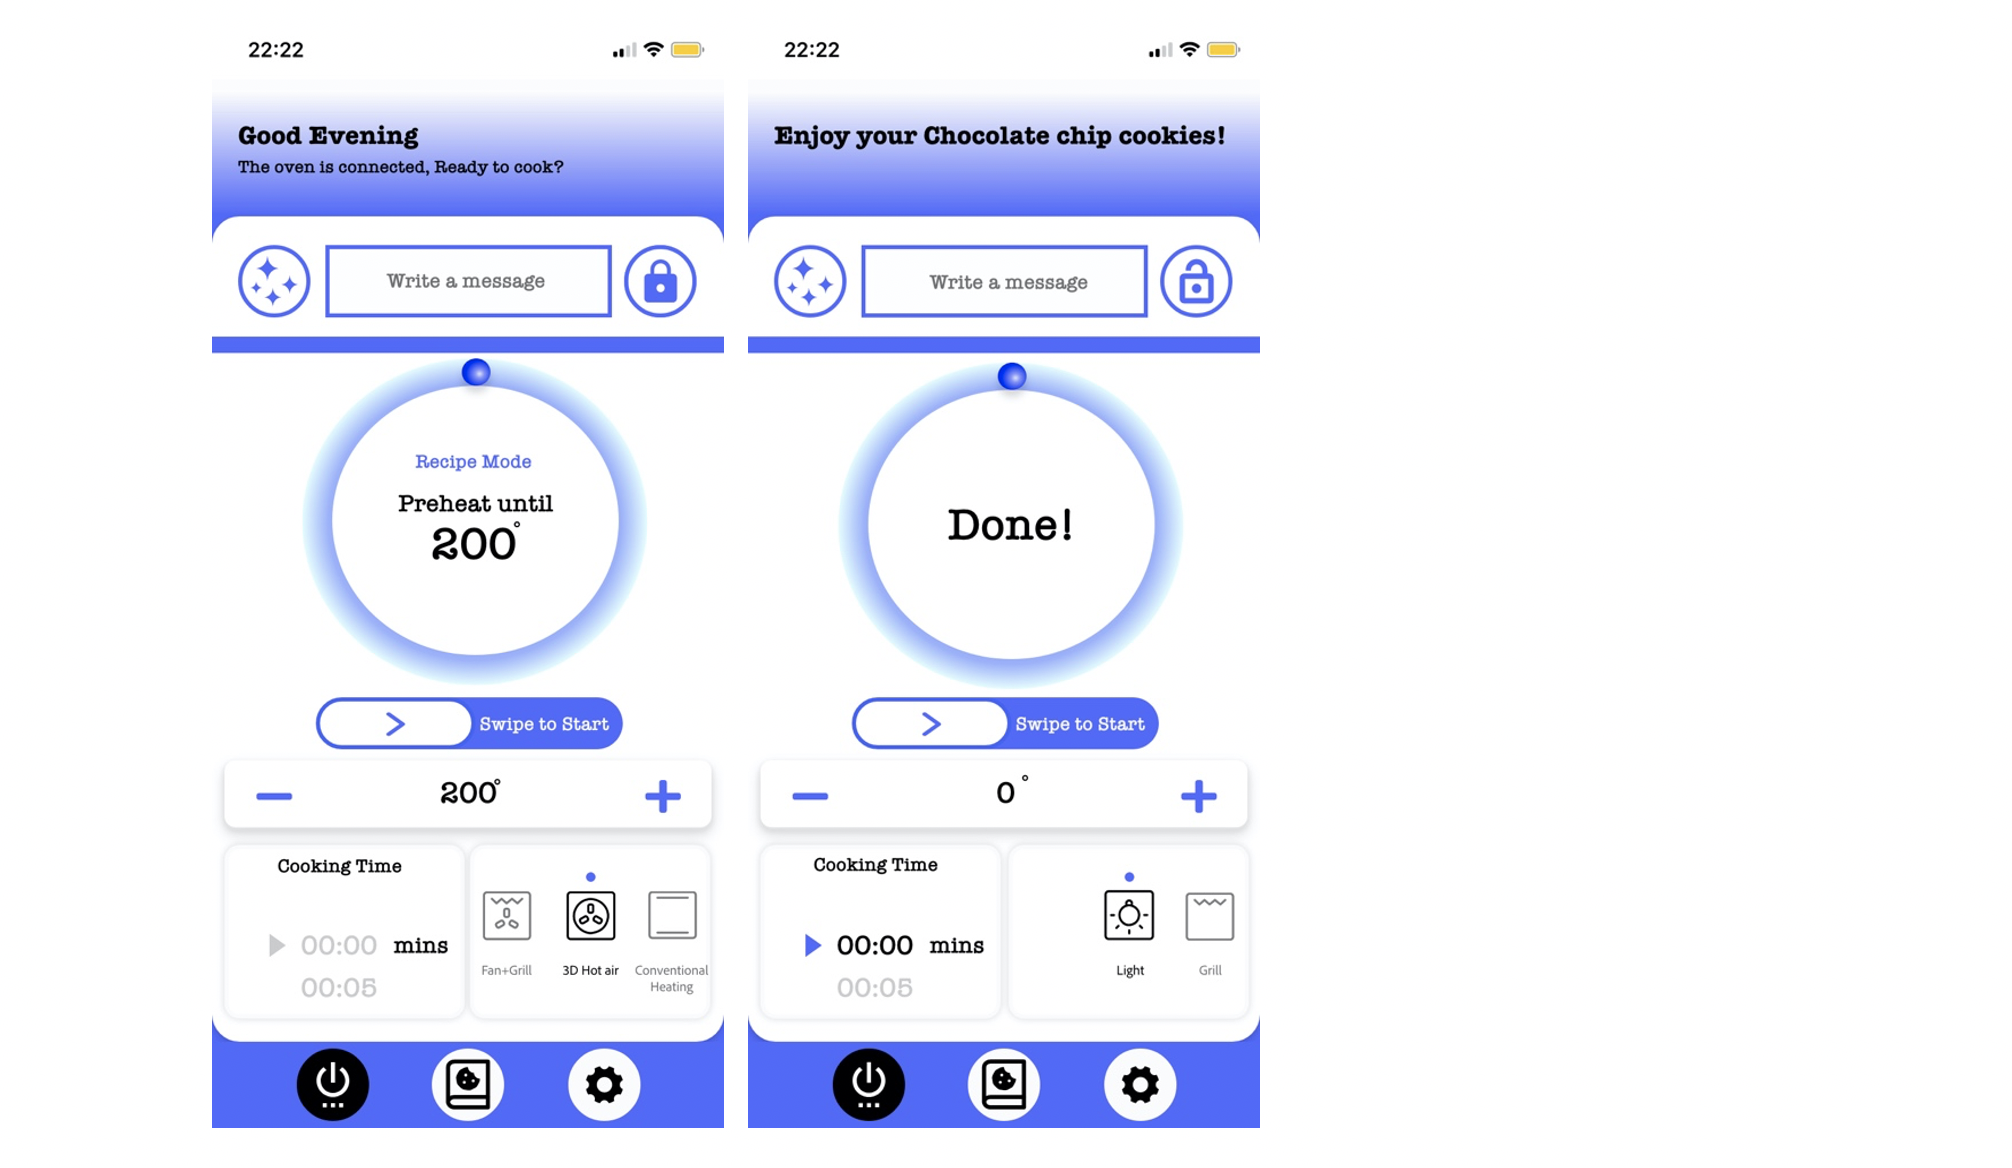 22:22
Good Evening
The oven is connected, Ready to cook?
Write a message
Recipe Mode
Preheat until
200°
Swipe to Start
200°
Cooking Time
00:00 mins
00:05
Fan+Grill
3D Hot air
Conventional
Heating
22:22
Enjoy your Chocolate chip cookies!
Write a message
Done!
Swipe to Start
0°
Cooking Time
00:00 mins
00:05
Light
Grill